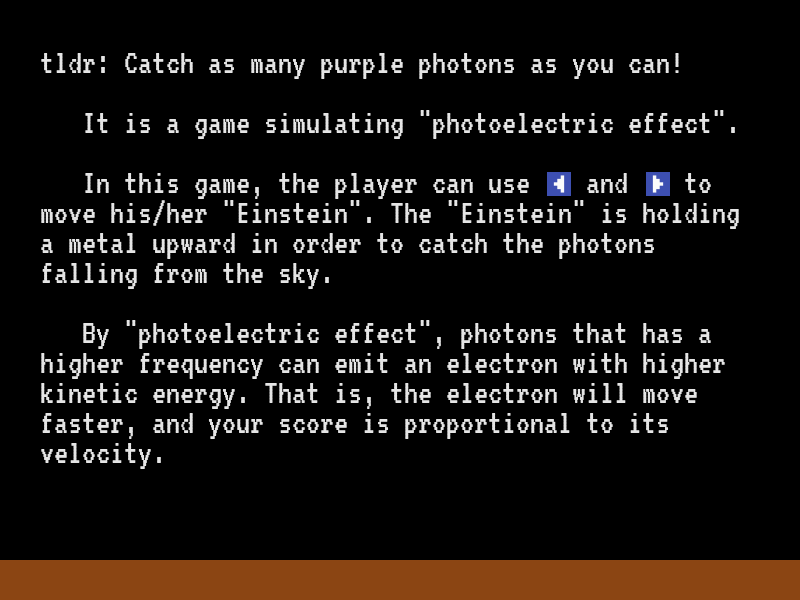 tldr: Catch as many purple photons as you can!
It is a game simulating "photoelectric effect".
In this game, the player can use ◀ and ▶ to
move his/her "Einstein". The "Einstein" is holding
a metal upward in order to catch the photons
falling from the sky.
By "photoelectric effect", photons that has a
higher frequency can emit an electron with higher
kinetic energy. That is, the electron will move
faster, and your score is proportional to its
velocity.